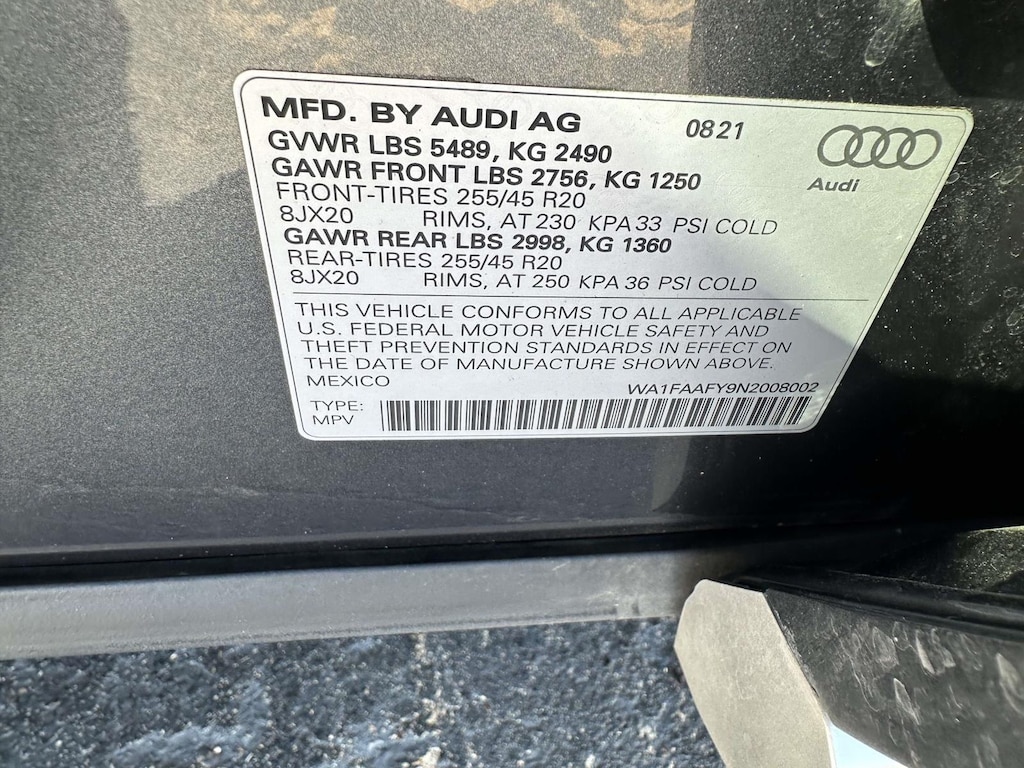 MFD. BY AUDI AG 0821
GVWR LBS 5489, KG 2490
GAWR FRONT LBS 2756, KG 1250
Audi
FRONT-TIRES 255/45 R20
8JX20 RIMS, AT 230 KPA 33 PSI COLD
GAWR REAR LBS 2998, KG 1360
REAR-TIRES 255/45 R20
8JX20 RIMS, AT 250 KPA 36 PSI COLD
THIS VEHICLE CONFORMS TO ALL APPLICABLE
U.S. FEDERAL MOTOR VEHICLE SAFETY AND
THEFT PREVENTION STANDARDS IN EFFECT ON
THE DATE OF MANUFACTURE SHOWN ABOVE.
MEXICO WA1FAAFY9N2008002
TYPE:
MPV